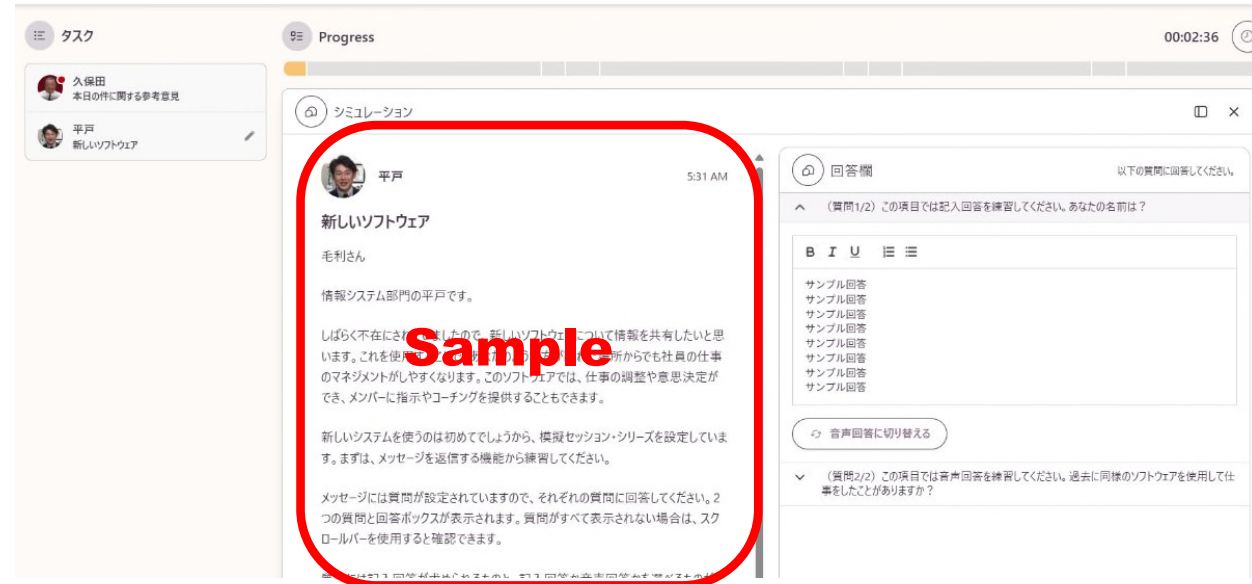 タスク
Progress
00:02:36
久保田
本日の件に関する参考意見
平戸
新しいソフトウェア
シミュレーション
平戸
5:31 AM
新しいソフトウェア
毛利さん
情報システム部門の平戸です。
しばらく不在にされ ましたので、新しいソフトウェアについて情報を共有したいと思
います。これを使用 所からでも社員の仕事
のマネジメントがしやすくなります。このソフトウェアでは、仕事の調整や意思決定が
でき、メンバーに指示やコーチングを提供することもできます。
新しいシステムを使うのは初めてでしょうから、模擬セッション・シリーズを設定していま
す。まずは、メッセージを返信する機能から練習してください。
メッセージには質問が設定されていますので、それぞれの質問に回答してください。2
つの質問と回答ボックスが表示されます。質問がすべて表示されない場合は、スク
ロールバーを使用すると確認できます。
Sample
回答欄
以下の質問に回答してください。
（質問1/2）この項目では記入回答を練習してください。あなたの名前は？
B I U
サンプル回答
サンプル回答
サンプル回答
サンプル回答
サンプル回答
サンプル回答
サンプル回答
サンプル回答
音声回答に切り替える
（質問2/2）この項目では音声回答を練習してください。過去に同様のソフトウェアを使用して仕
事をしたことがありますか？